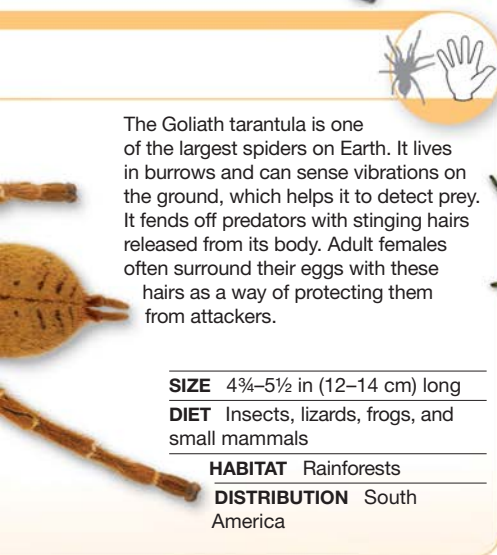 The Goliath tarantula is one
of the largest spiders on Earth. It lives
in burrows and can sense vibrations on
the ground, which helps it to detect prey.
It fends off predators with stinging hairs
released from its body. Adult females
often surround their eggs with these
hairs as a way of protecting them
from attackers.
SIZE 4¾–5½ in (12–14 cm) long
DIET Insects, lizards, frogs, and
small mammals
HABITAT Rainforests
DISTRIBUTION South
America